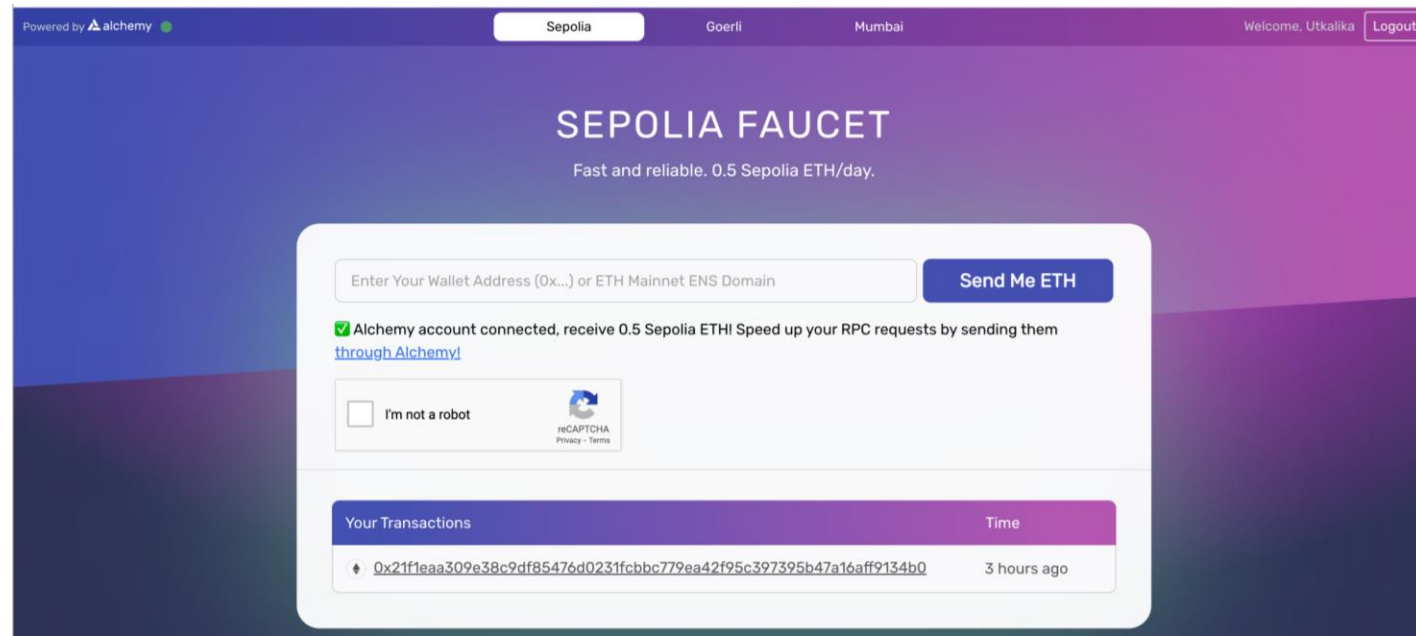 Powered by alchemy
Sepolia
Goerli
Mumbai
Welcome, Utkalika
Logout
SEPOLIA FAUCET
Fast and reliable. 0.5 Sepolia ETH/day.
Enter Your Wallet Address (0x...) or ETH Mainnet ENS Domain
Send Me ETH
✅ Alchemy account connected, receive 0.5 Sepolia ETH! Speed up your RPC requests by sending them
through Alchemy!
I'm not a robot
reCAPTCHA
Privacy - Terms
Your Transactions
Time
0x21f1eaa309e38c9df85476d0231fcbbc779ea42f95c397395b47a16aff9134b0
3 hours ago